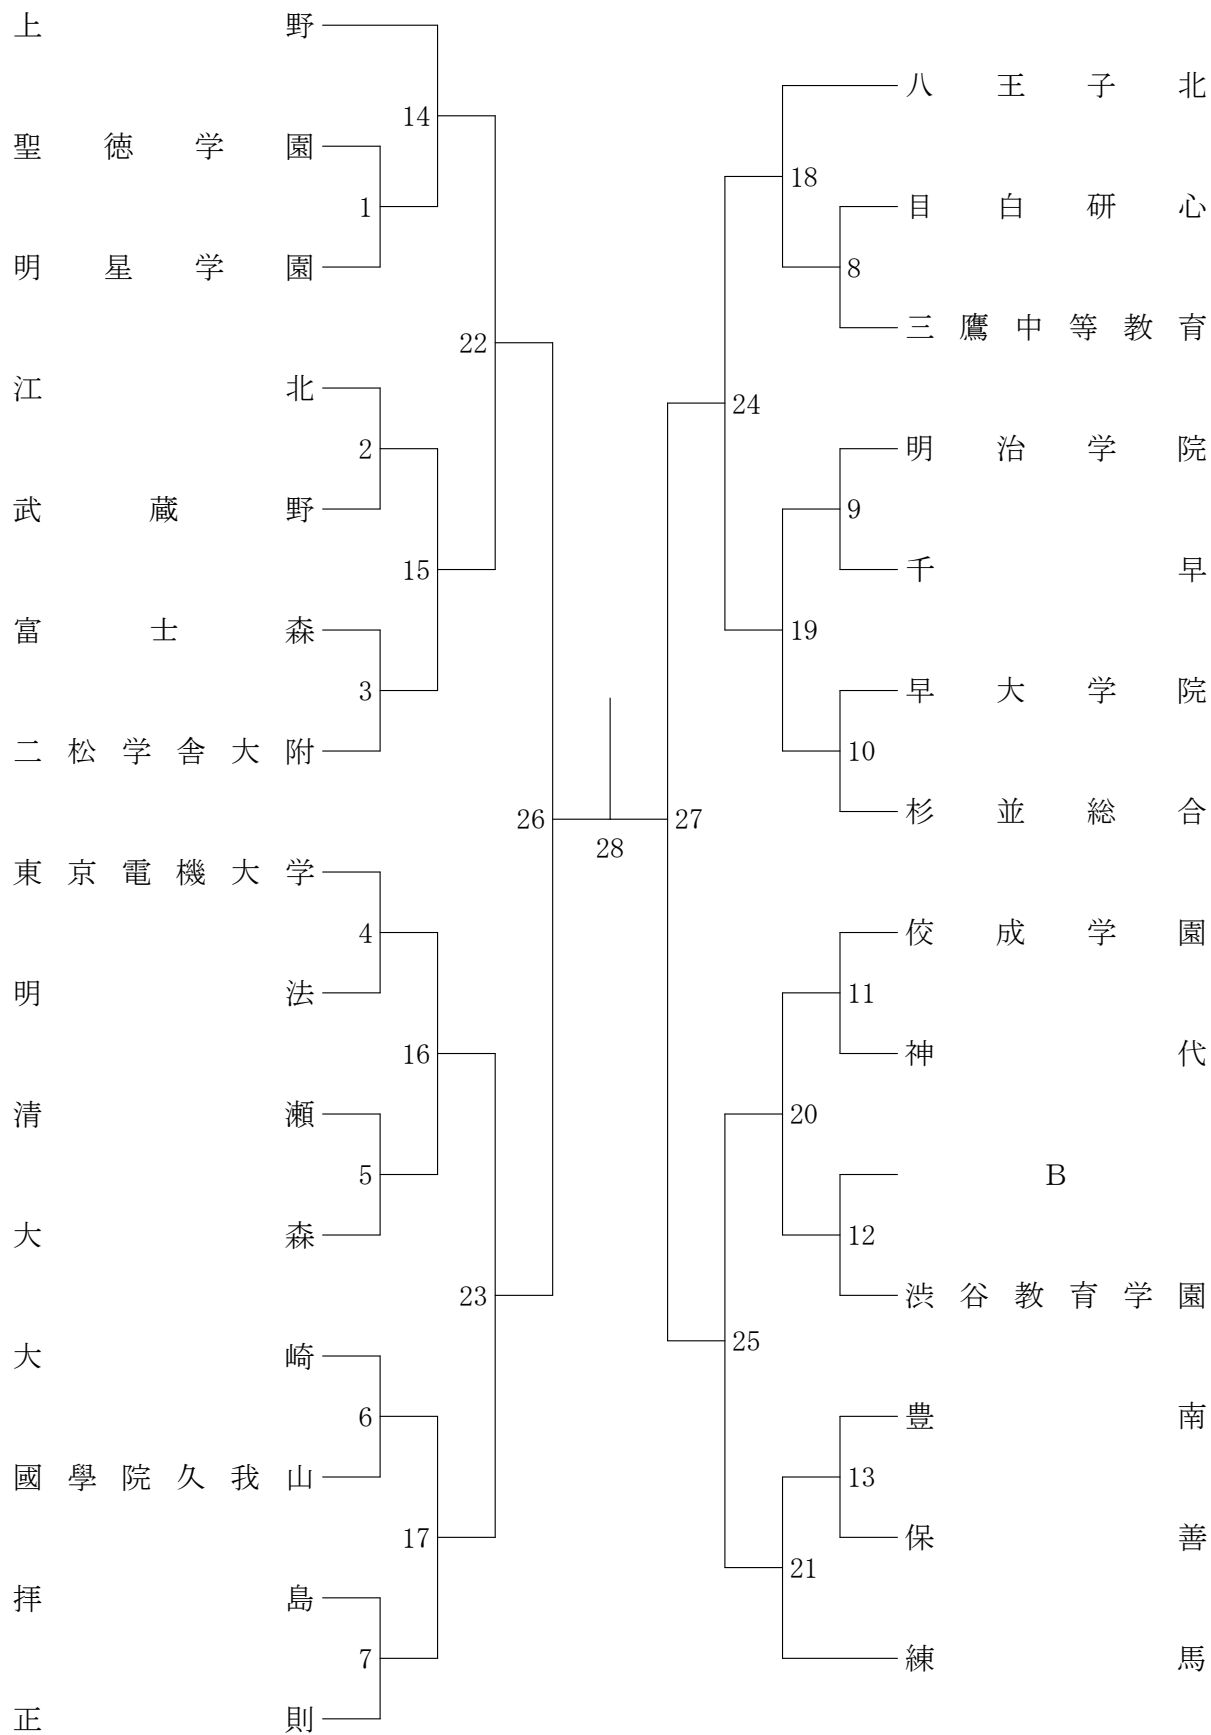 上野
聖徳学園
明星学園
江北
武蔵野
富士森
二松学舎大附
東京電機大学
明法
清瀬
大森
大崎
國學院久我山
拝島
正則
1
2
3
4
5
6
7
14
15
16
17
22
23
26
28
27
24
25
18
19
20
21
8
9
10
11
12
13
八王子北
目白研心
三鷹中等教育
明治学院
千早
早大学院
杉並総合
佼成学園
神代
B
渋谷教育学園
豊南
保善
練馬